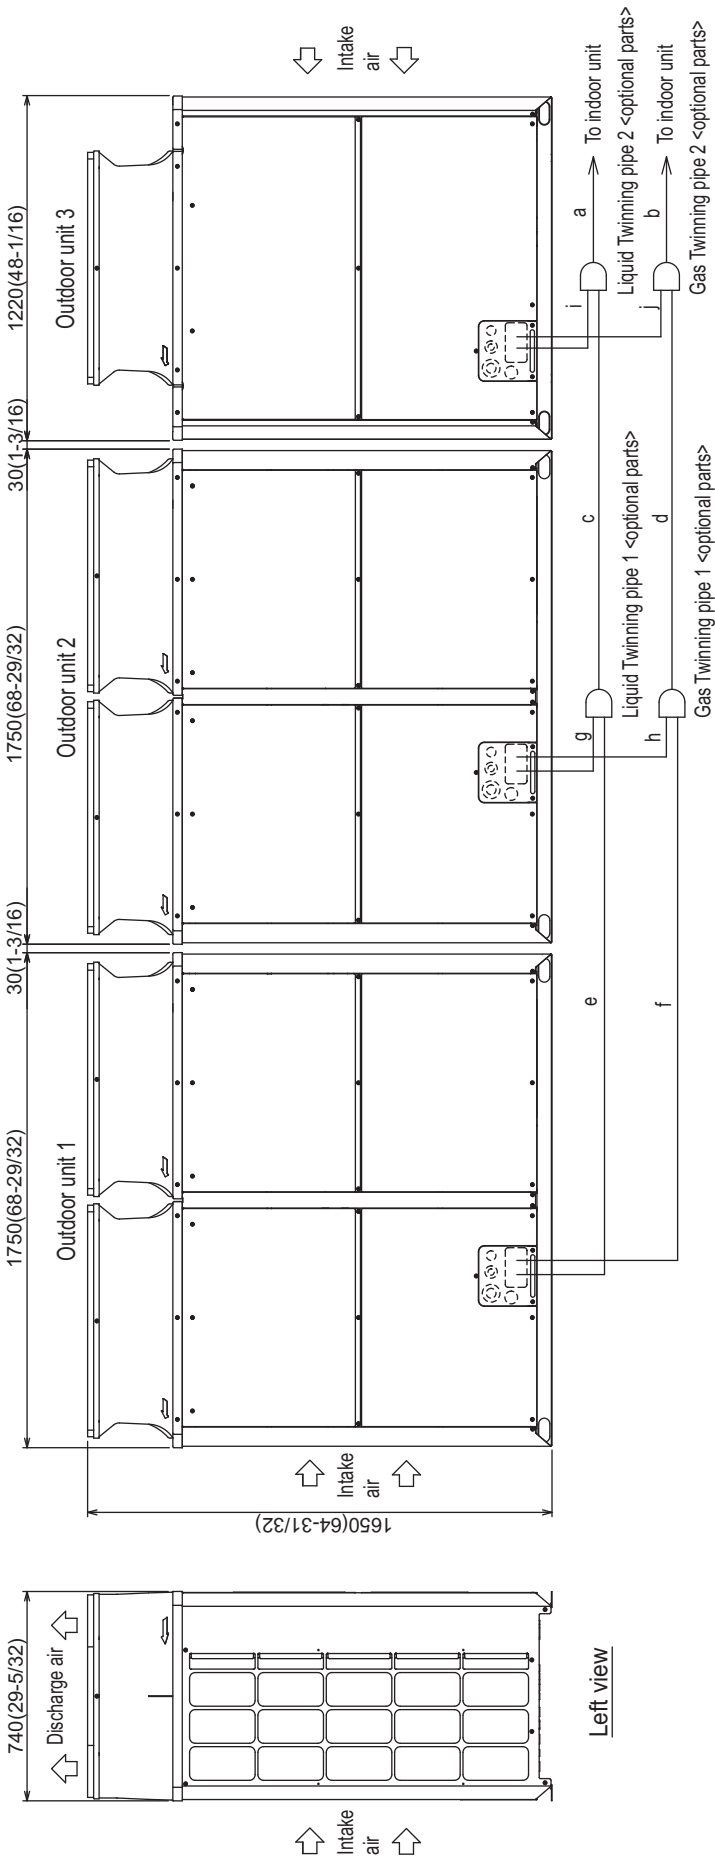 740(29-5/32)
Discharge air
Intake
air
Left view
1650(64-31/32)
Intake
air
1750(68-29/32)
30(1-3/16)
1750(68-29/32)
30(1-3/16)
1220(48-1/16)
Outdoor unit 1
Outdoor unit 2
Outdoor unit 3
Intake
air
e
g
c
i
a
To indoor unit
Liquid Twinning pipe 1 <optional parts>
Liquid Twinning pipe 2 <optional parts>
f
h
d
j
b
To indoor unit
Gas Twinning pipe 1 <optional parts>
Gas Twinning pipe 2 <optional parts>